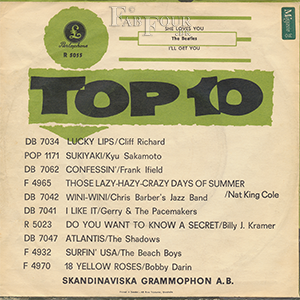 FAB FOUR
SHE LOVES YOU
The Beatles
I'LL GET YOU
Parlophone
R 5055
TOP 10
DB 7034 LUCKY LIPS/Cliff Richard
POP 1171 SUKIYAKI/Kyu Sakamoto
DB 7062 CONFESSIN'/Frank Ifield
F 4965 THOSE LAZY-HAZY-CRAZY DAYS OF SUMMER
/Nat King Cole
DB 7042 WINI-WINI/Chris Barber's Jazz Band
DB 7041 I LIKE IT/Gerry & The Pacemakers
R 5023 DO YOU WANT TO KNOW A SECRET/Billy J. Kramer
DB 7047 ATLANTIS/The Shadows
F 4932 SURFIN' USA/The Beach Boys
F 4970 18 YELLOW ROSES/Bobby Darin
SKANDINAVISKA GRAMMOPHON A.B.